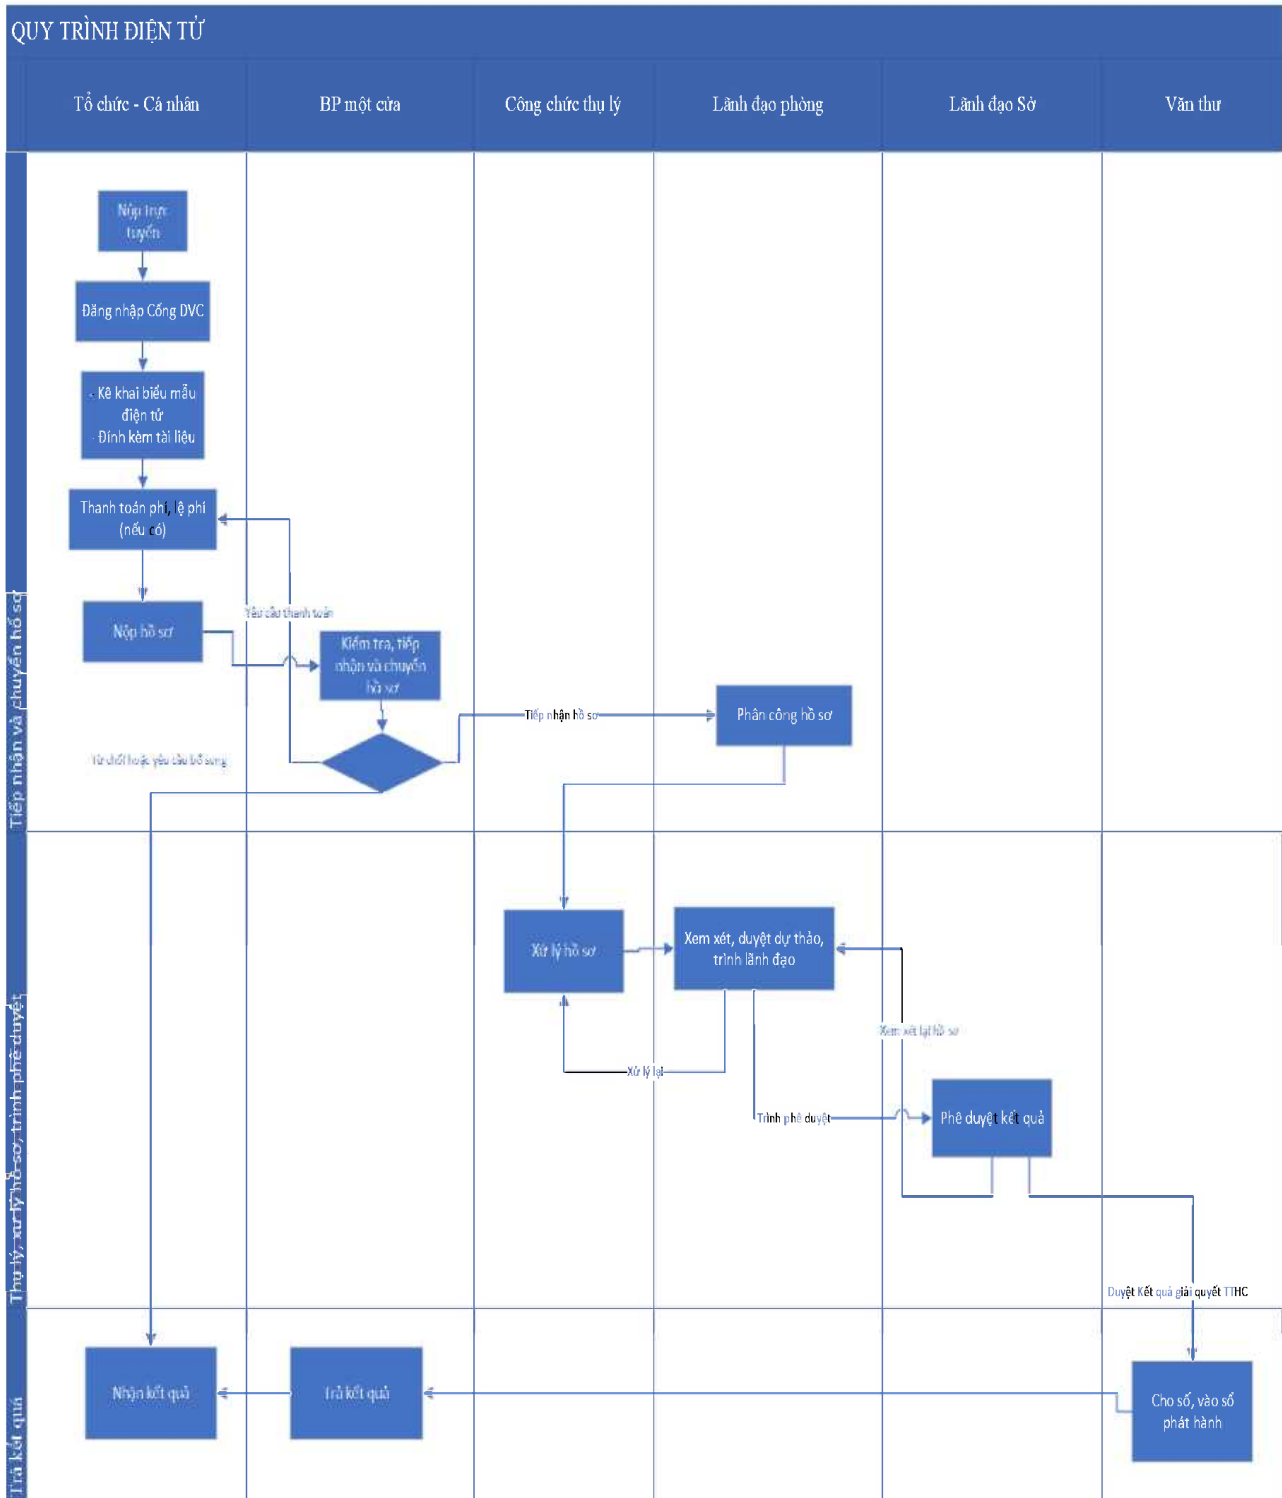 QUY TRÌNH ĐIỆN TỬ
Tổ chức - Cá nhân
BP một cửa
Công chức thụ lý
Lãnh đạo phòng
Lãnh đạo Sở
Văn thư
Tiếp nhận và chuyển hồ sơ
Nộp trực
tuyến
Đăng nhập Cổng DVC
- Kê khai biểu mẫu
điện tử
- Đính kèm tài liệu
Thanh toán phí, lệ phí
(nếu có)
Yêu cầu thanh toán
Nộp hồ sơ
Kiểm tra, tiếp
nhận và chuyển
hồ sơ
Tiếp nhận hồ sơ
Phân công hồ sơ
Từ chối hoặc yêu cầu bổ sung
Thụ lý, xử lý hồ sơ, trình phê duyệt
Xử lý hồ sơ
Xem xét, duyệt dự thảo,
trình lãnh đạo
Xem xét lại hồ sơ
Xử lý lại
Trình phê duyệt
Phê duyệt kết quả
Duyệt Kết quả giải quyết TTHC
Trả kết quả
Nhận kết quả
Trả kết quả
Cho số, vào sổ
phát hành